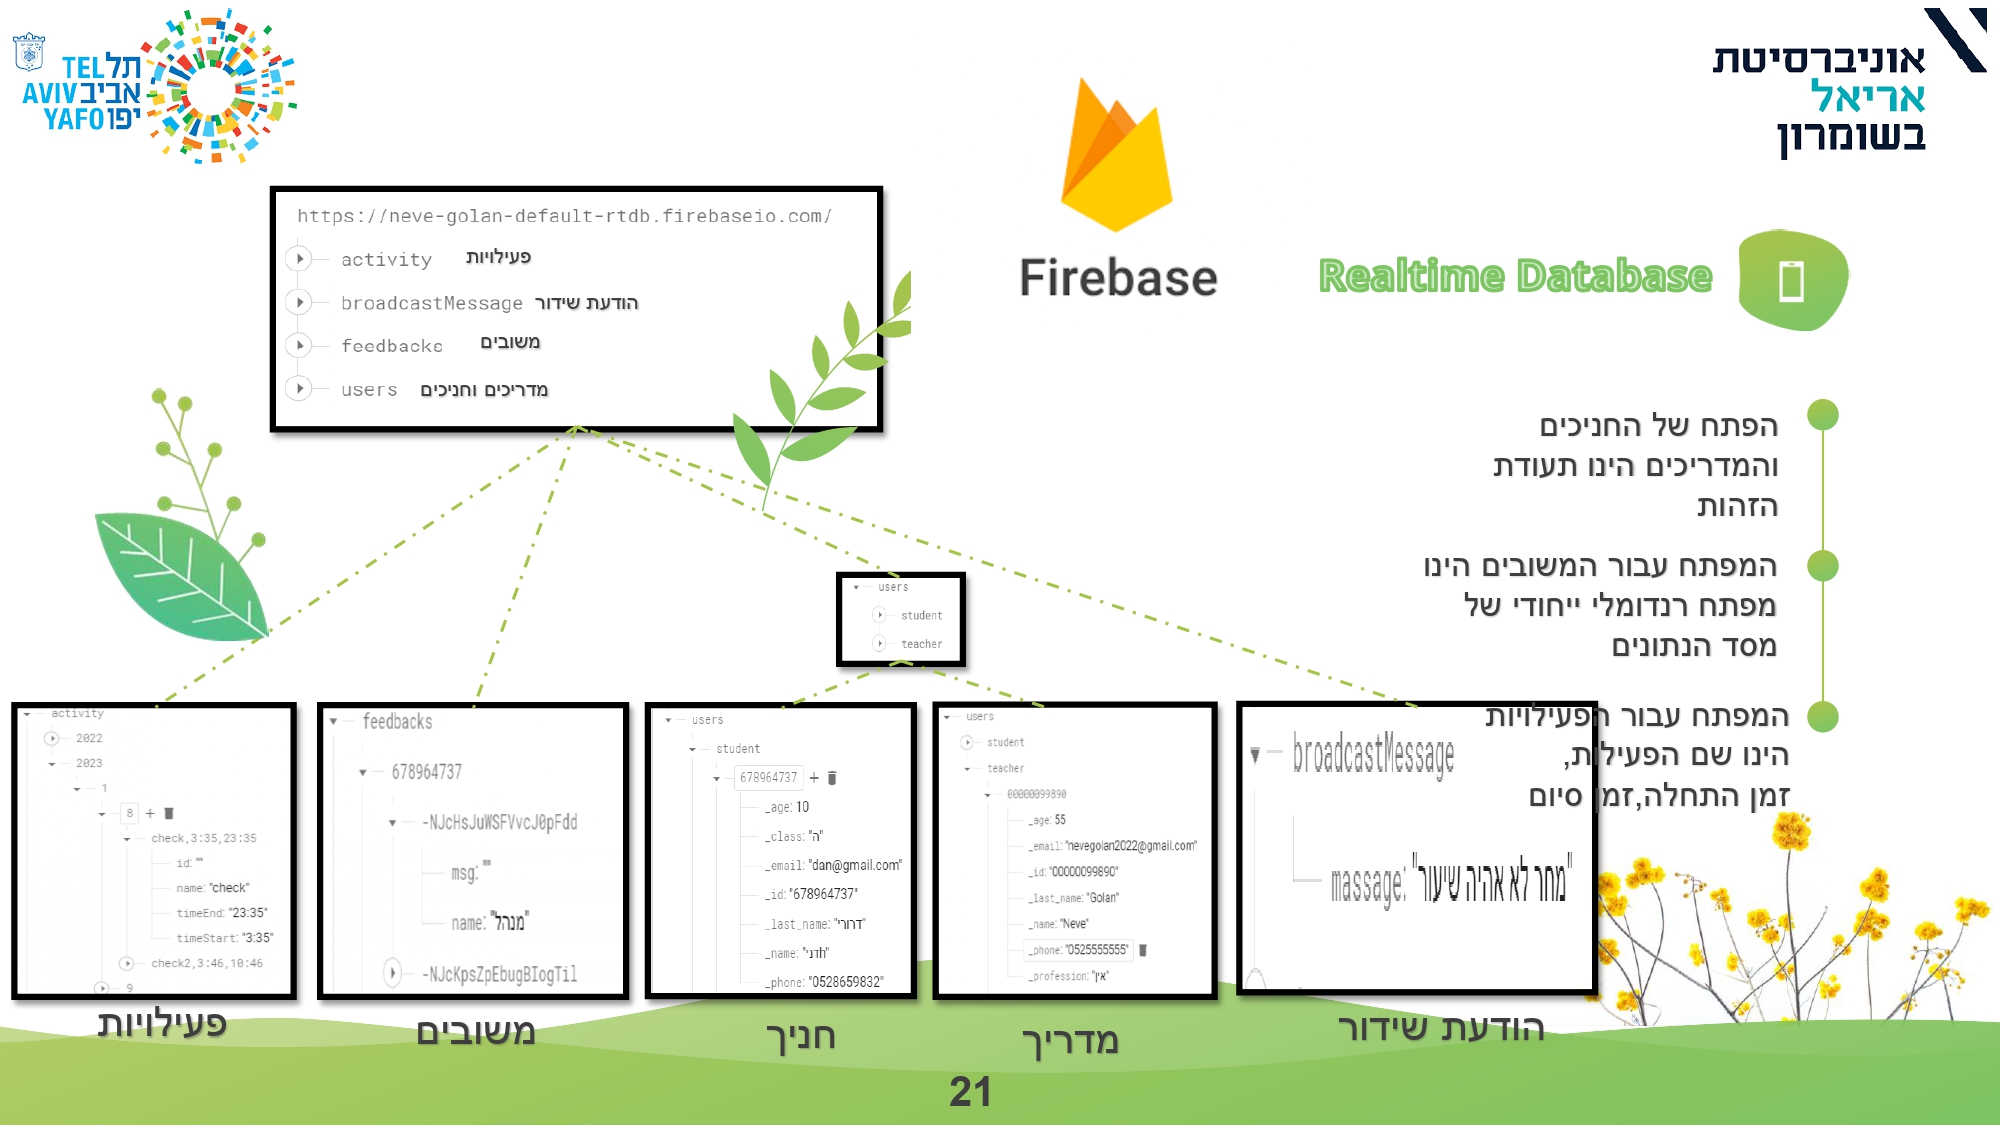 תל TEL
אביב AVIV
יפו YAFO
אוניברסיטת
אריאל
בשומרון
Firebase
Realtime Database
https://neve-golan-default-rtdb.firebaseio.com/
activity פעילויות
broadcastMessage הודעת שידור
feedbacks משובים
users מדריכים וחניכים
הפתח של החניכים
והמדריכים הינו תעודת
הזהות
המפתח עבור המשובים הינו
מפתח רנדומלי ייחודי של
מסד הנתונים
המפתח עבור הפעילויות
הינו שם הפעילות,
זמן התחלה,זמן סיום
users
student
teacher
activity
2022
2023
1
8
check,3:35,23:35
id: ""
name: "check"
timeEnd: "23:35"
timeStart: "3:35"
check2,3:46,10:46
9
פעילויות
feedbacks
678964737
-NJcHsJuWSFVvcJ0pFdd
msg: ""
name: "מנהל"
-NJcKpsZpEbugBIogTil
משובים
users
student
678964737
_age: 10
_class: "ה"
_email: "dan@gmail.com"
_id: "678964737"
_last_name: "דרורי"
_name: "חדני"
_phone: "0528659832"
חניך
users
student
teacher
00000099890
_age: 55
_email: "nevegolan2022@gmail.com"
_id: "00000099890"
_last_name: "Golan"
_name: "Neve"
_phone: "0525555555"
_profession: "אין"
מדריך
broadcastMessage
massage: "מחר לא אהיה שיעור"
הודעת שידור
21